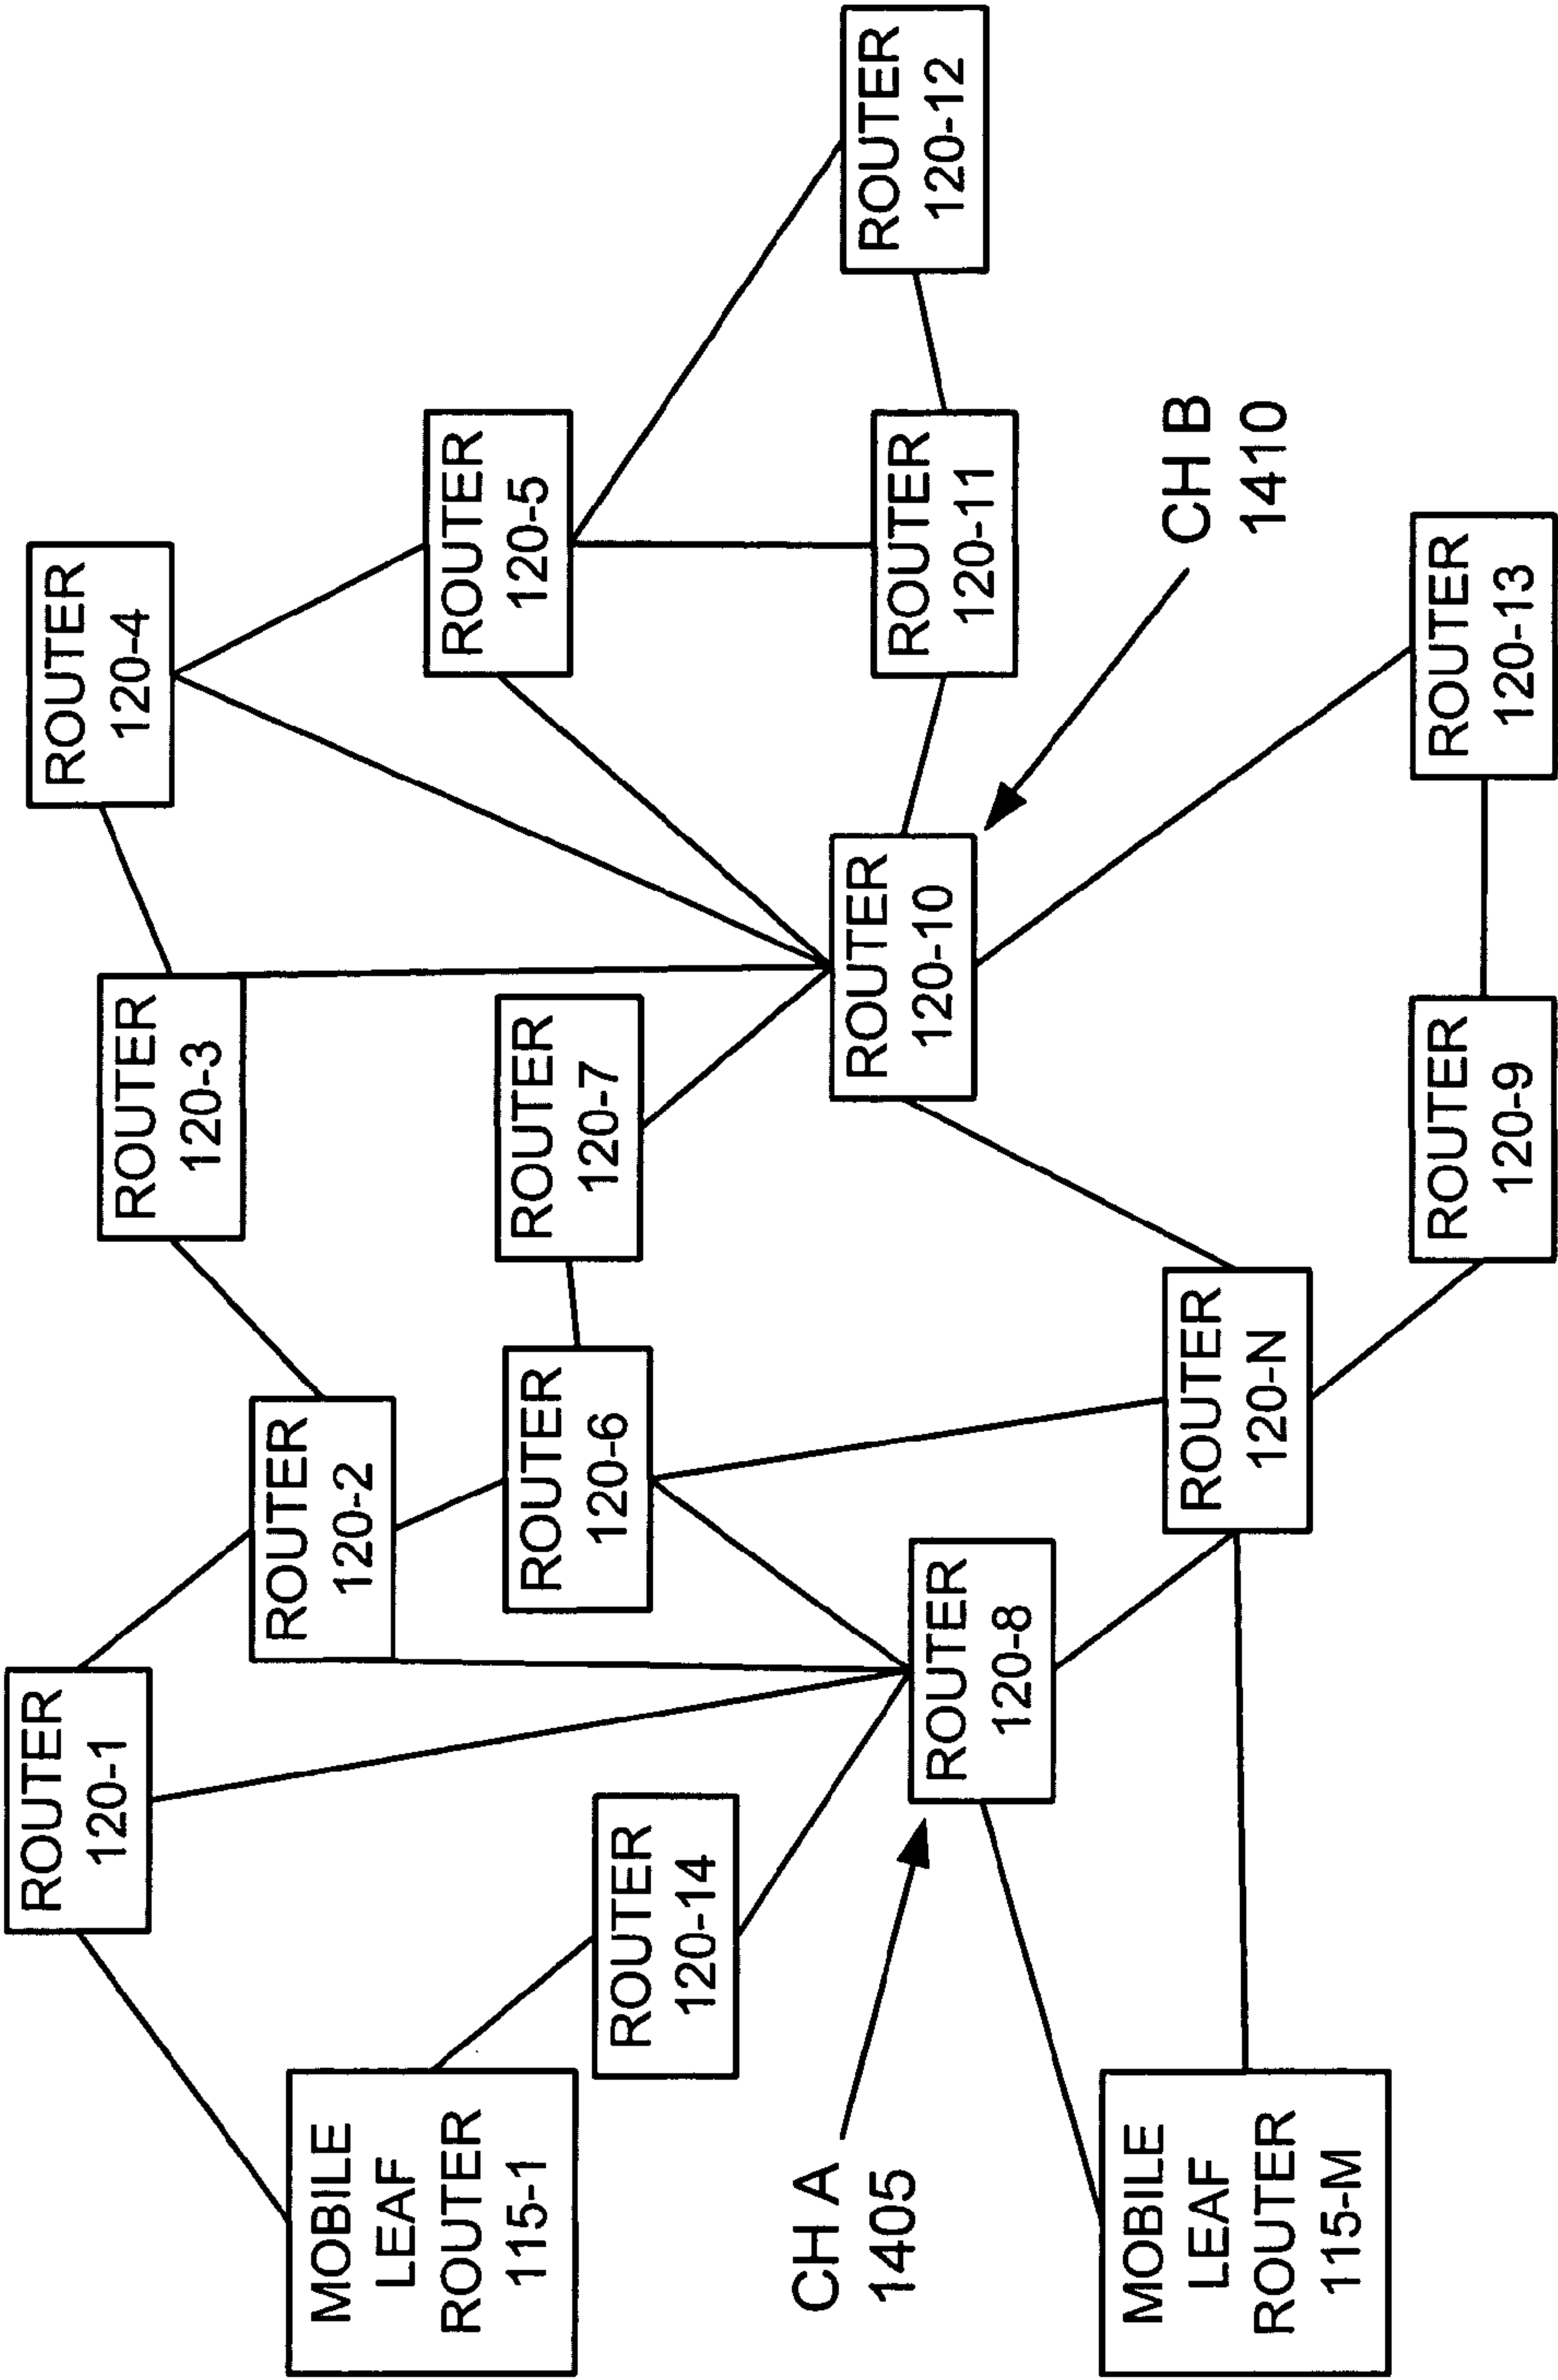 ROUTER
120-1
ROUTER
120-2
ROUTER
120-3
ROUTER
120-4
MOBILE
LEAF
ROUTER
115-1
ROUTER
120-14
ROUTER
120-6
ROUTER
120-7
ROUTER
120-5
CH A
1405
ROUTER
120-8
ROUTER
120-10
ROUTER
120-11
ROUTER
120-12
MOBILE
LEAF
ROUTER
115-M
ROUTER
120-N
CH B
1410
ROUTER
120-9
ROUTER
120-13